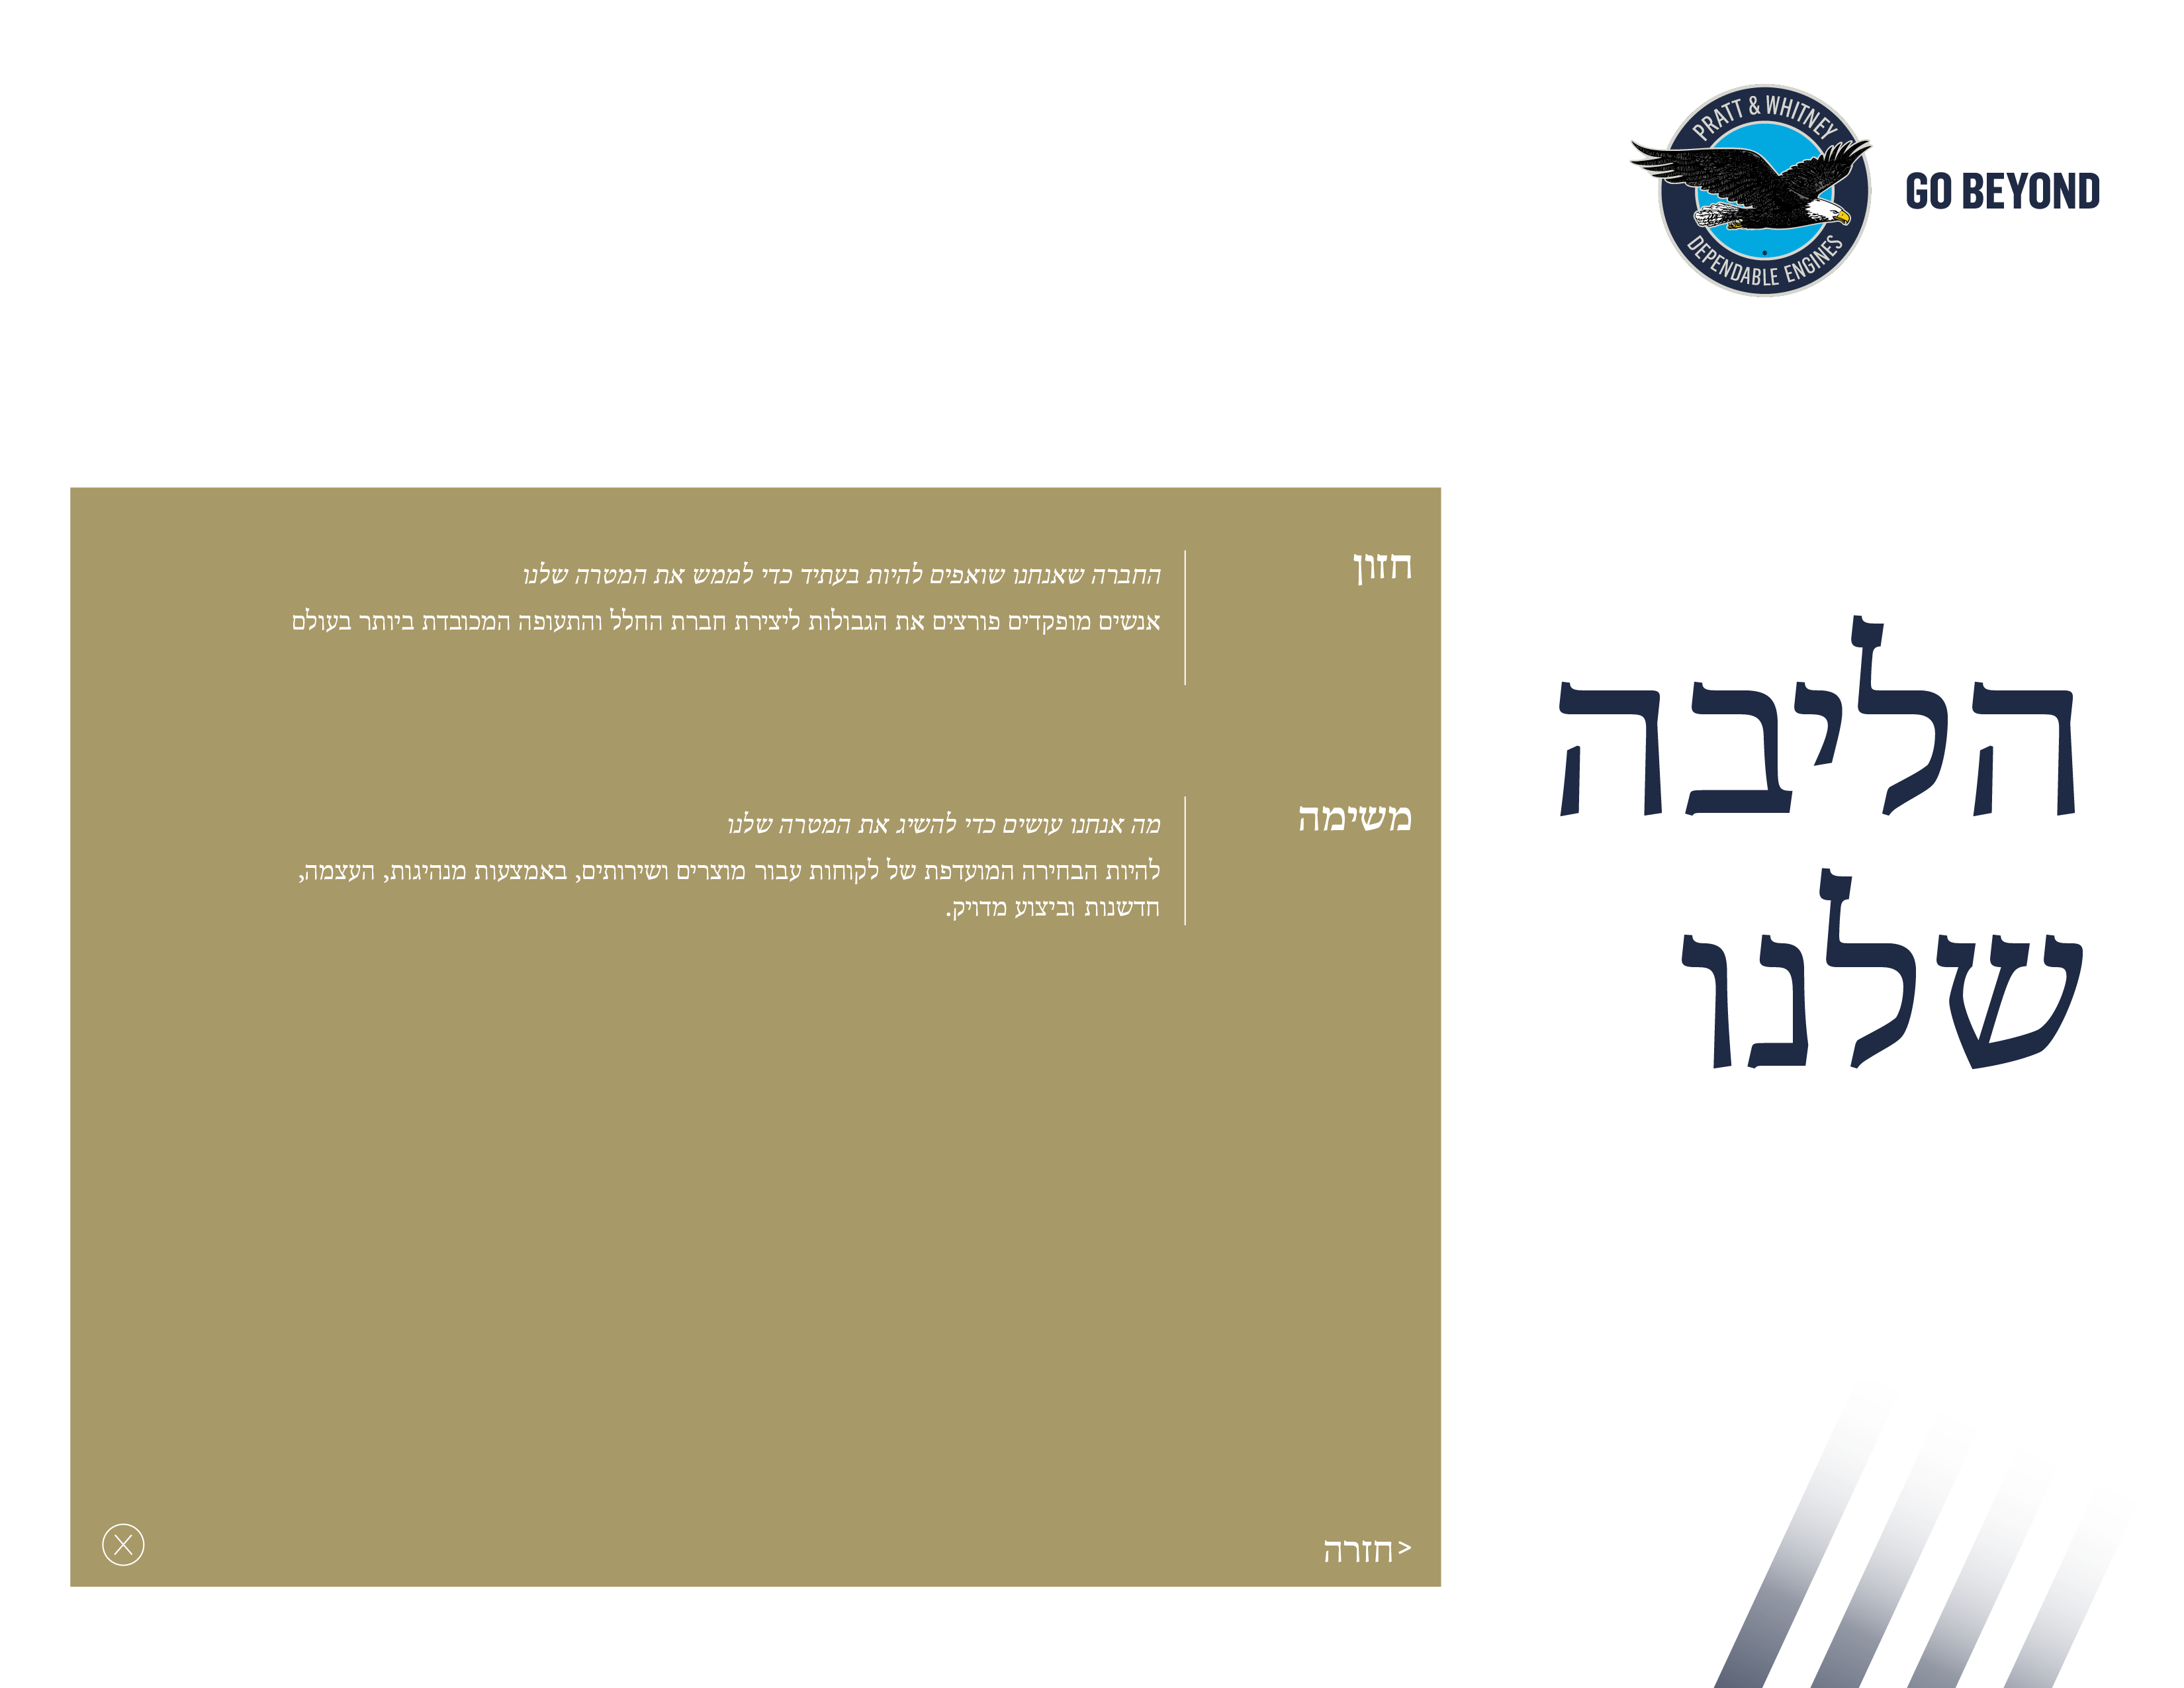 PRATT & WHITNEY
DEPENDABLE ENGINES
GO BEYOND
הליבה
שלנו
חזון
החברה שאנחנו שואפים להיות בעתיד כדי לממש את המטרה שלנו
אנשים מופקדים פורצים את הגבולות ליצירת חברת החלל והתעופה המכובדת ביותר בעולם
משימה
מה אנחנו עושים כדי להשיג את המטרה שלנו
להיות הבחירה המועדפת של לקוחות עבור מוצרים ושירותים, באמצעות מנהיגות, העצמה,
חדשנות וביצוע מדויק.
>חזרה
X